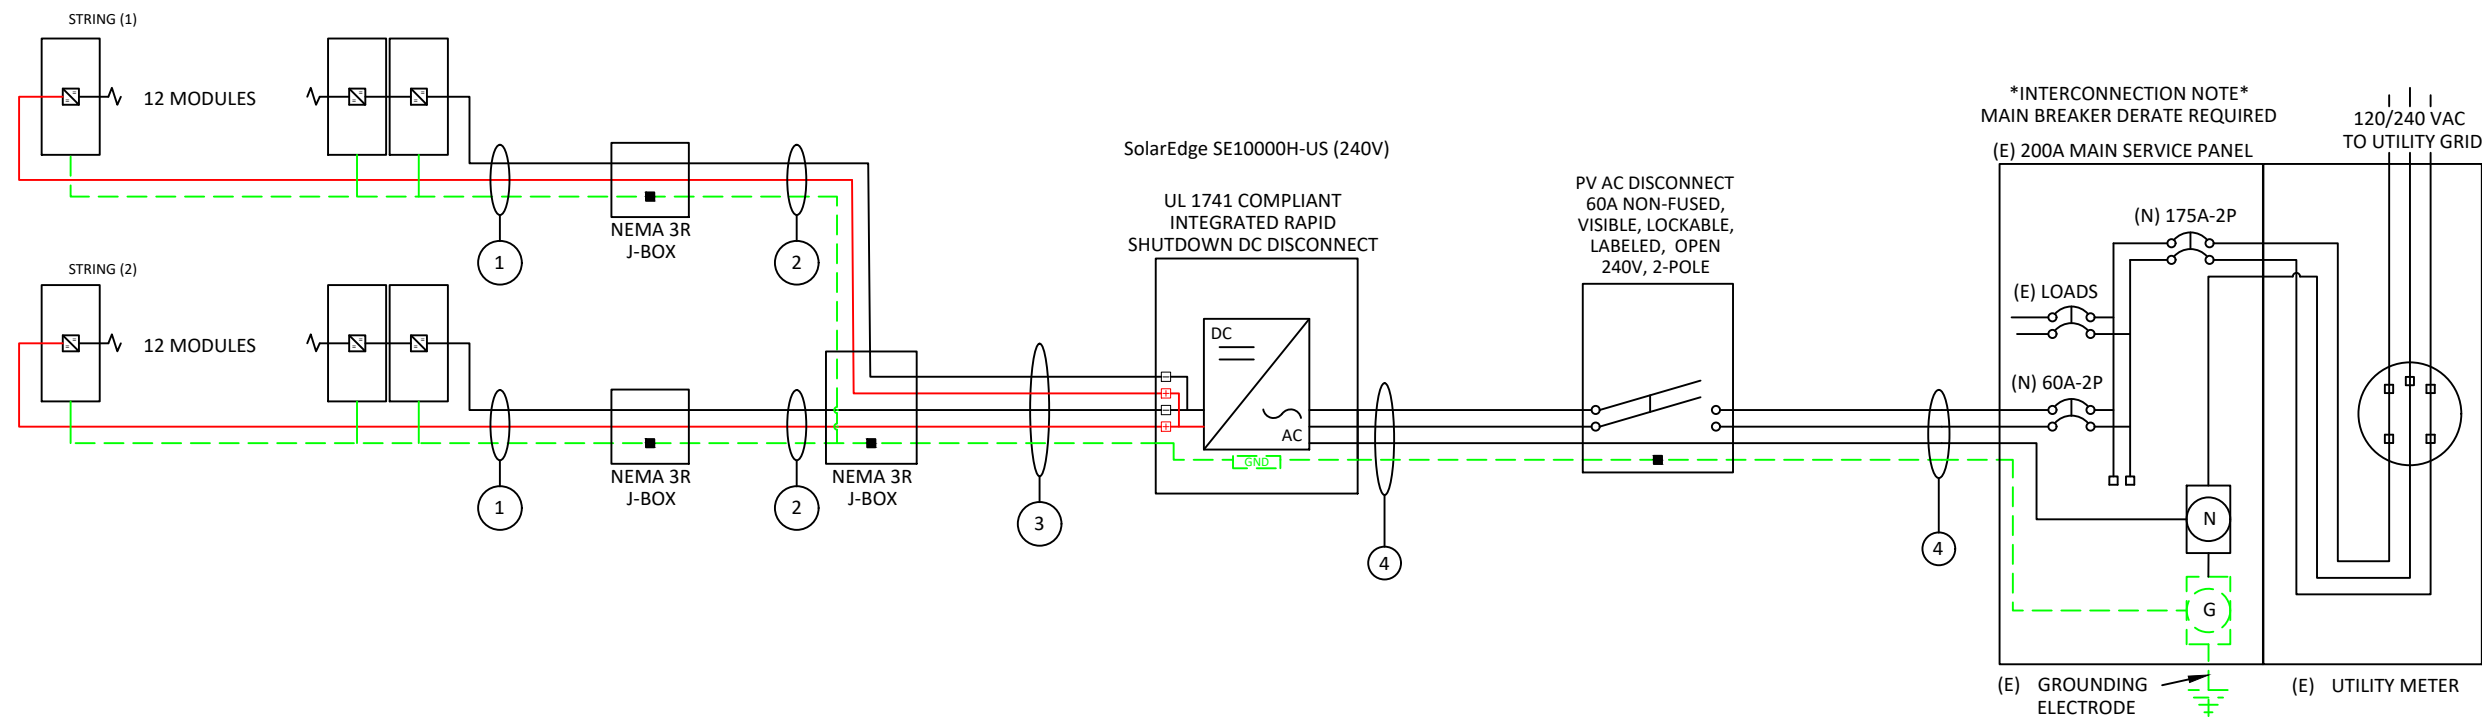 STRING (1)
12 MODULES
1
NEMA 3R
J-BOX
2
STRING (2)
12 MODULES
1
NEMA 3R
J-BOX
2
NEMA 3R
J-BOX
3
SolarEdge SE10000H-US (240V)
UL 1741 COMPLIANT
INTEGRATED RAPID
SHUTDOWN DC DISCONNECT
DC
AC
GND
4
PV AC DISCONNECT
60A NON-FUSED,
VISIBLE, LOCKABLE,
LABELED, OPEN
240V, 2-POLE
4
*INTERCONNECTION NOTE*
MAIN BREAKER DERATE REQUIRED
(E) 200A MAIN SERVICE PANEL
(N) 175A-2P
(E) LOADS
(N) 60A-2P
N
G
(E) GROUNDING
ELECTRODE
120/240 VAC
TO UTILITY GRID
(E) UTILITY METER